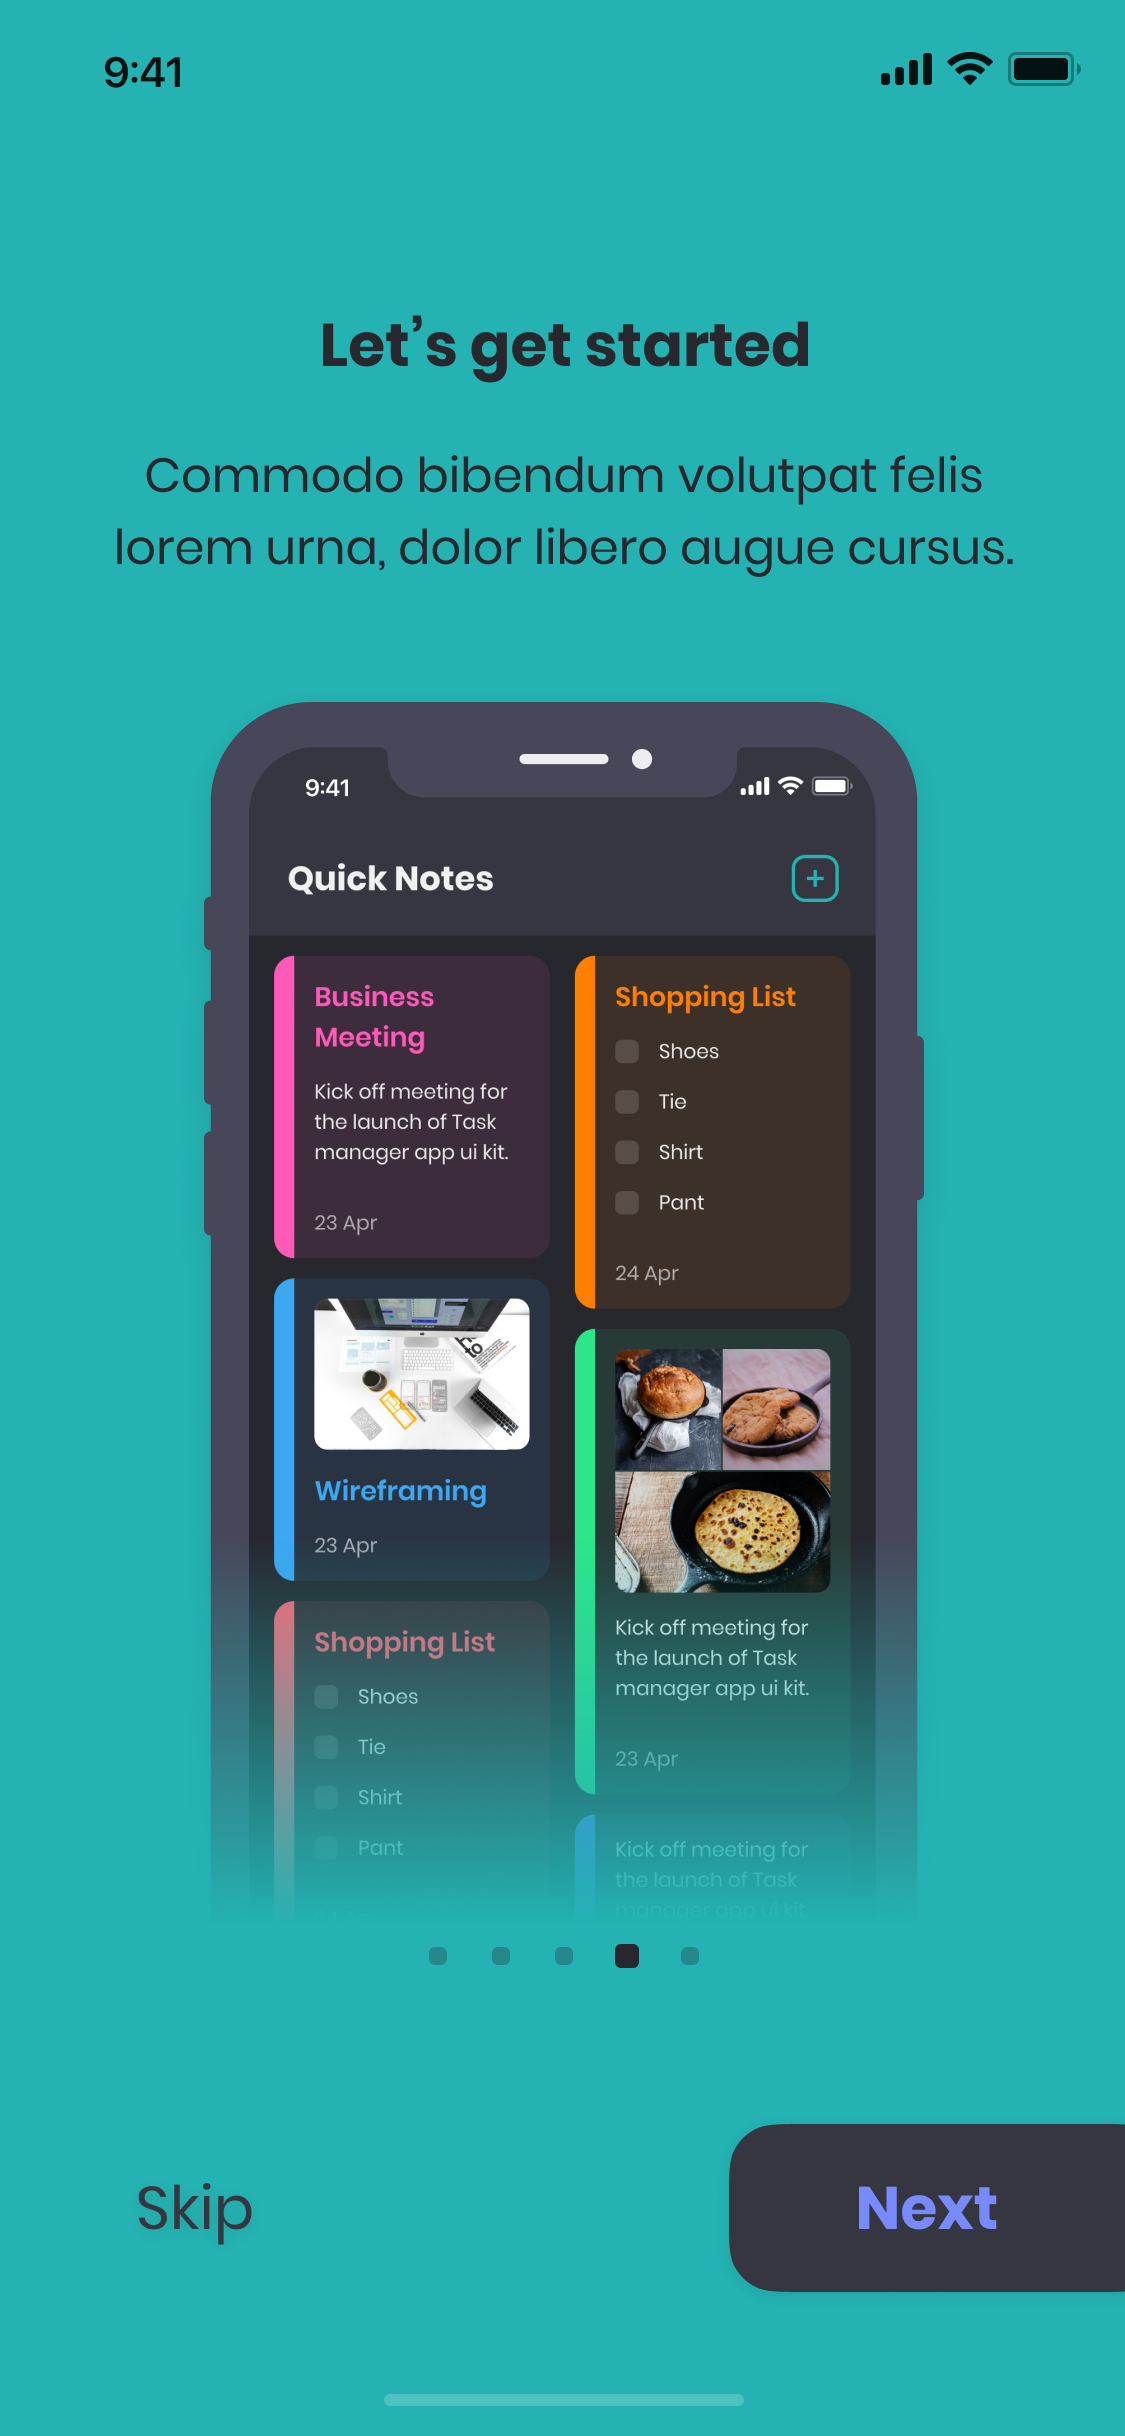 9:41
Let's get started
Commodo bibendum volutpat felis
lorem urna, dolor libero augue cursus.
9:41
Quick Notes
Business
Meeting
Kick off meeting for
the launch of Task
manager app ui kit.
23 Apr
Wireframing
23 Apr
Shopping List
Shoes
Tie
Shirt
Pant
Shopping List
Shoes
Tie
Shirt
Pant
24 Apr
Kick off meeting for
the launch of Task
manager app ui kit.
23 Apr
Kick off meeting for
the launch of Task
manager app ui kit.
Skip
Next